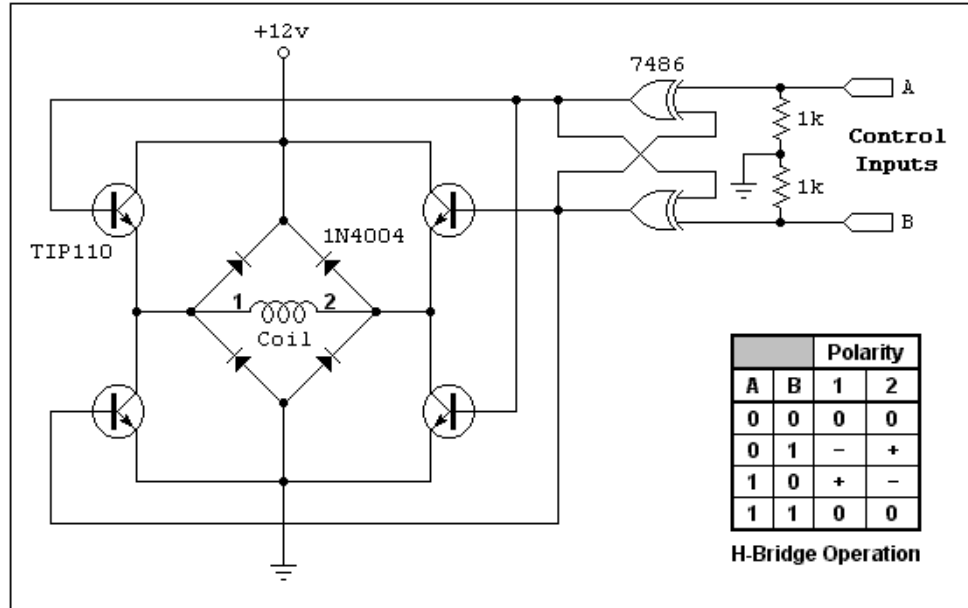 +12v
7486
A
1k
Control
Inputs
1k
B
TIP110
1N4004
1 2
Coil
Polarity
A B 1 2
0 0 0 0
0 1 − +
1 0 + −
1 1 0 0
H-Bridge Operation